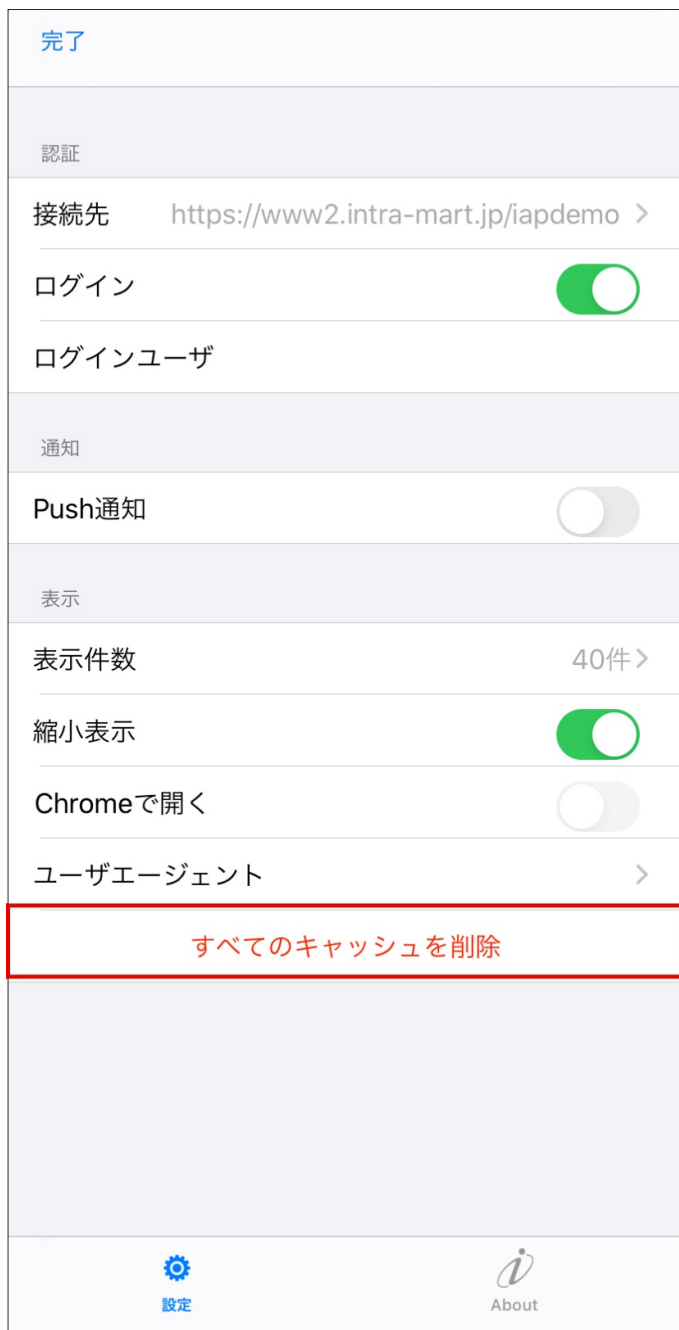 完了
認証
接続先 https://www2.intra-mart.jp/iapdemo
ログイン
ログインユーザ
通知
Push通知
表示
表示件数 40件
縮小表示
Chromeで開く
ユーザエージェント
すべてのキャッシュを削除
設定 About